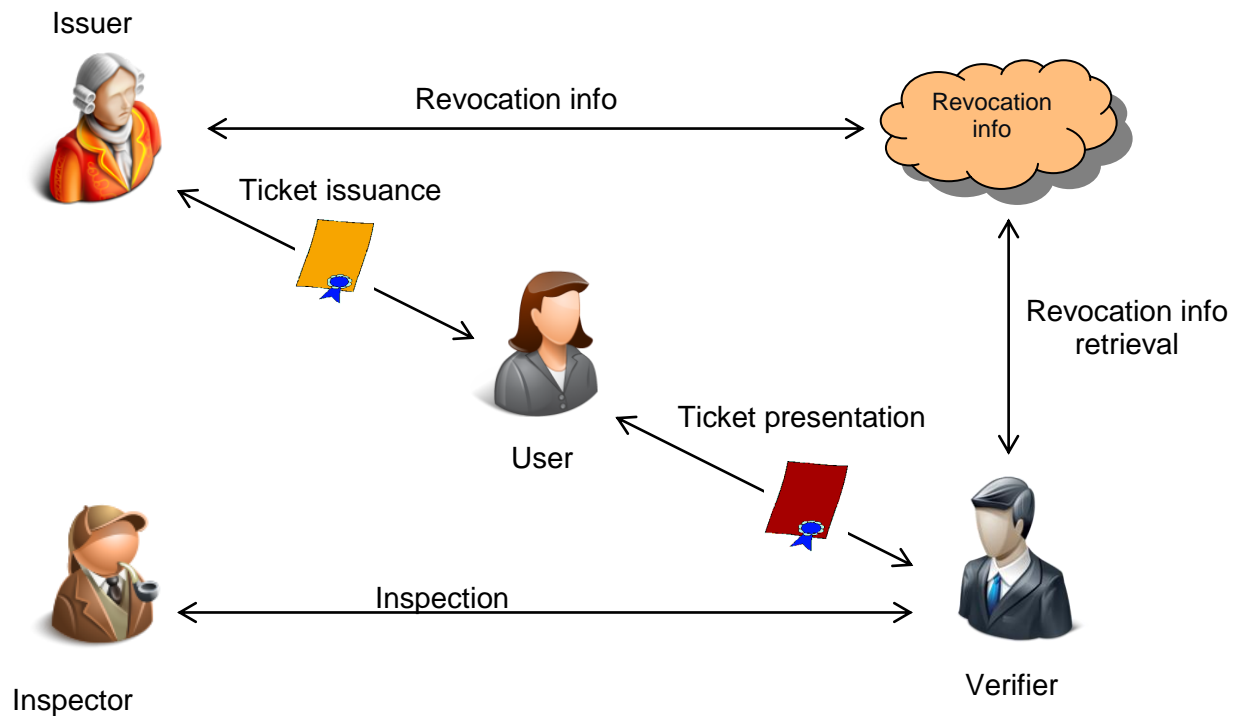 Issuer
Revocation info
Revocation
info
Ticket issuance
Revocation info
retrieval
Ticket presentation
User
Inspection
Verifier
Inspector